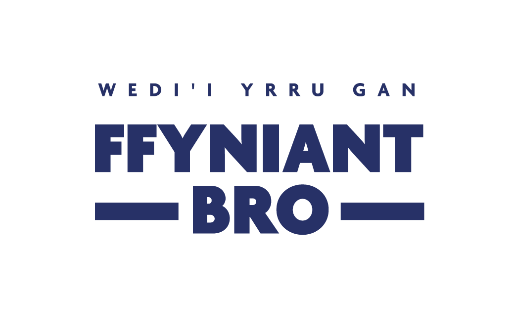 WEDI'I YRRU GAN
FFYNIANT
BRO